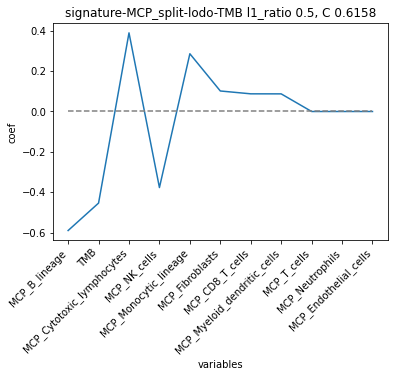 signature-MCP_split-lodo-TMB l1_ratio 0.5, C 0.6158
0.4
0.2
0.0
−0.2
−0.4
−0.6
coef
MCP_B_lineage
TMB
MCP_Cytotoxic_lymphocytes
MCP_NK_cells
MCP_Monocytic_lineage
MCP_Fibroblasts
MCP_CD8_T_cells
MCP_Myeloid_dendritic_cells
MCP_T_cells
MCP_Neutrophils
MCP_Endothelial_cells
variables